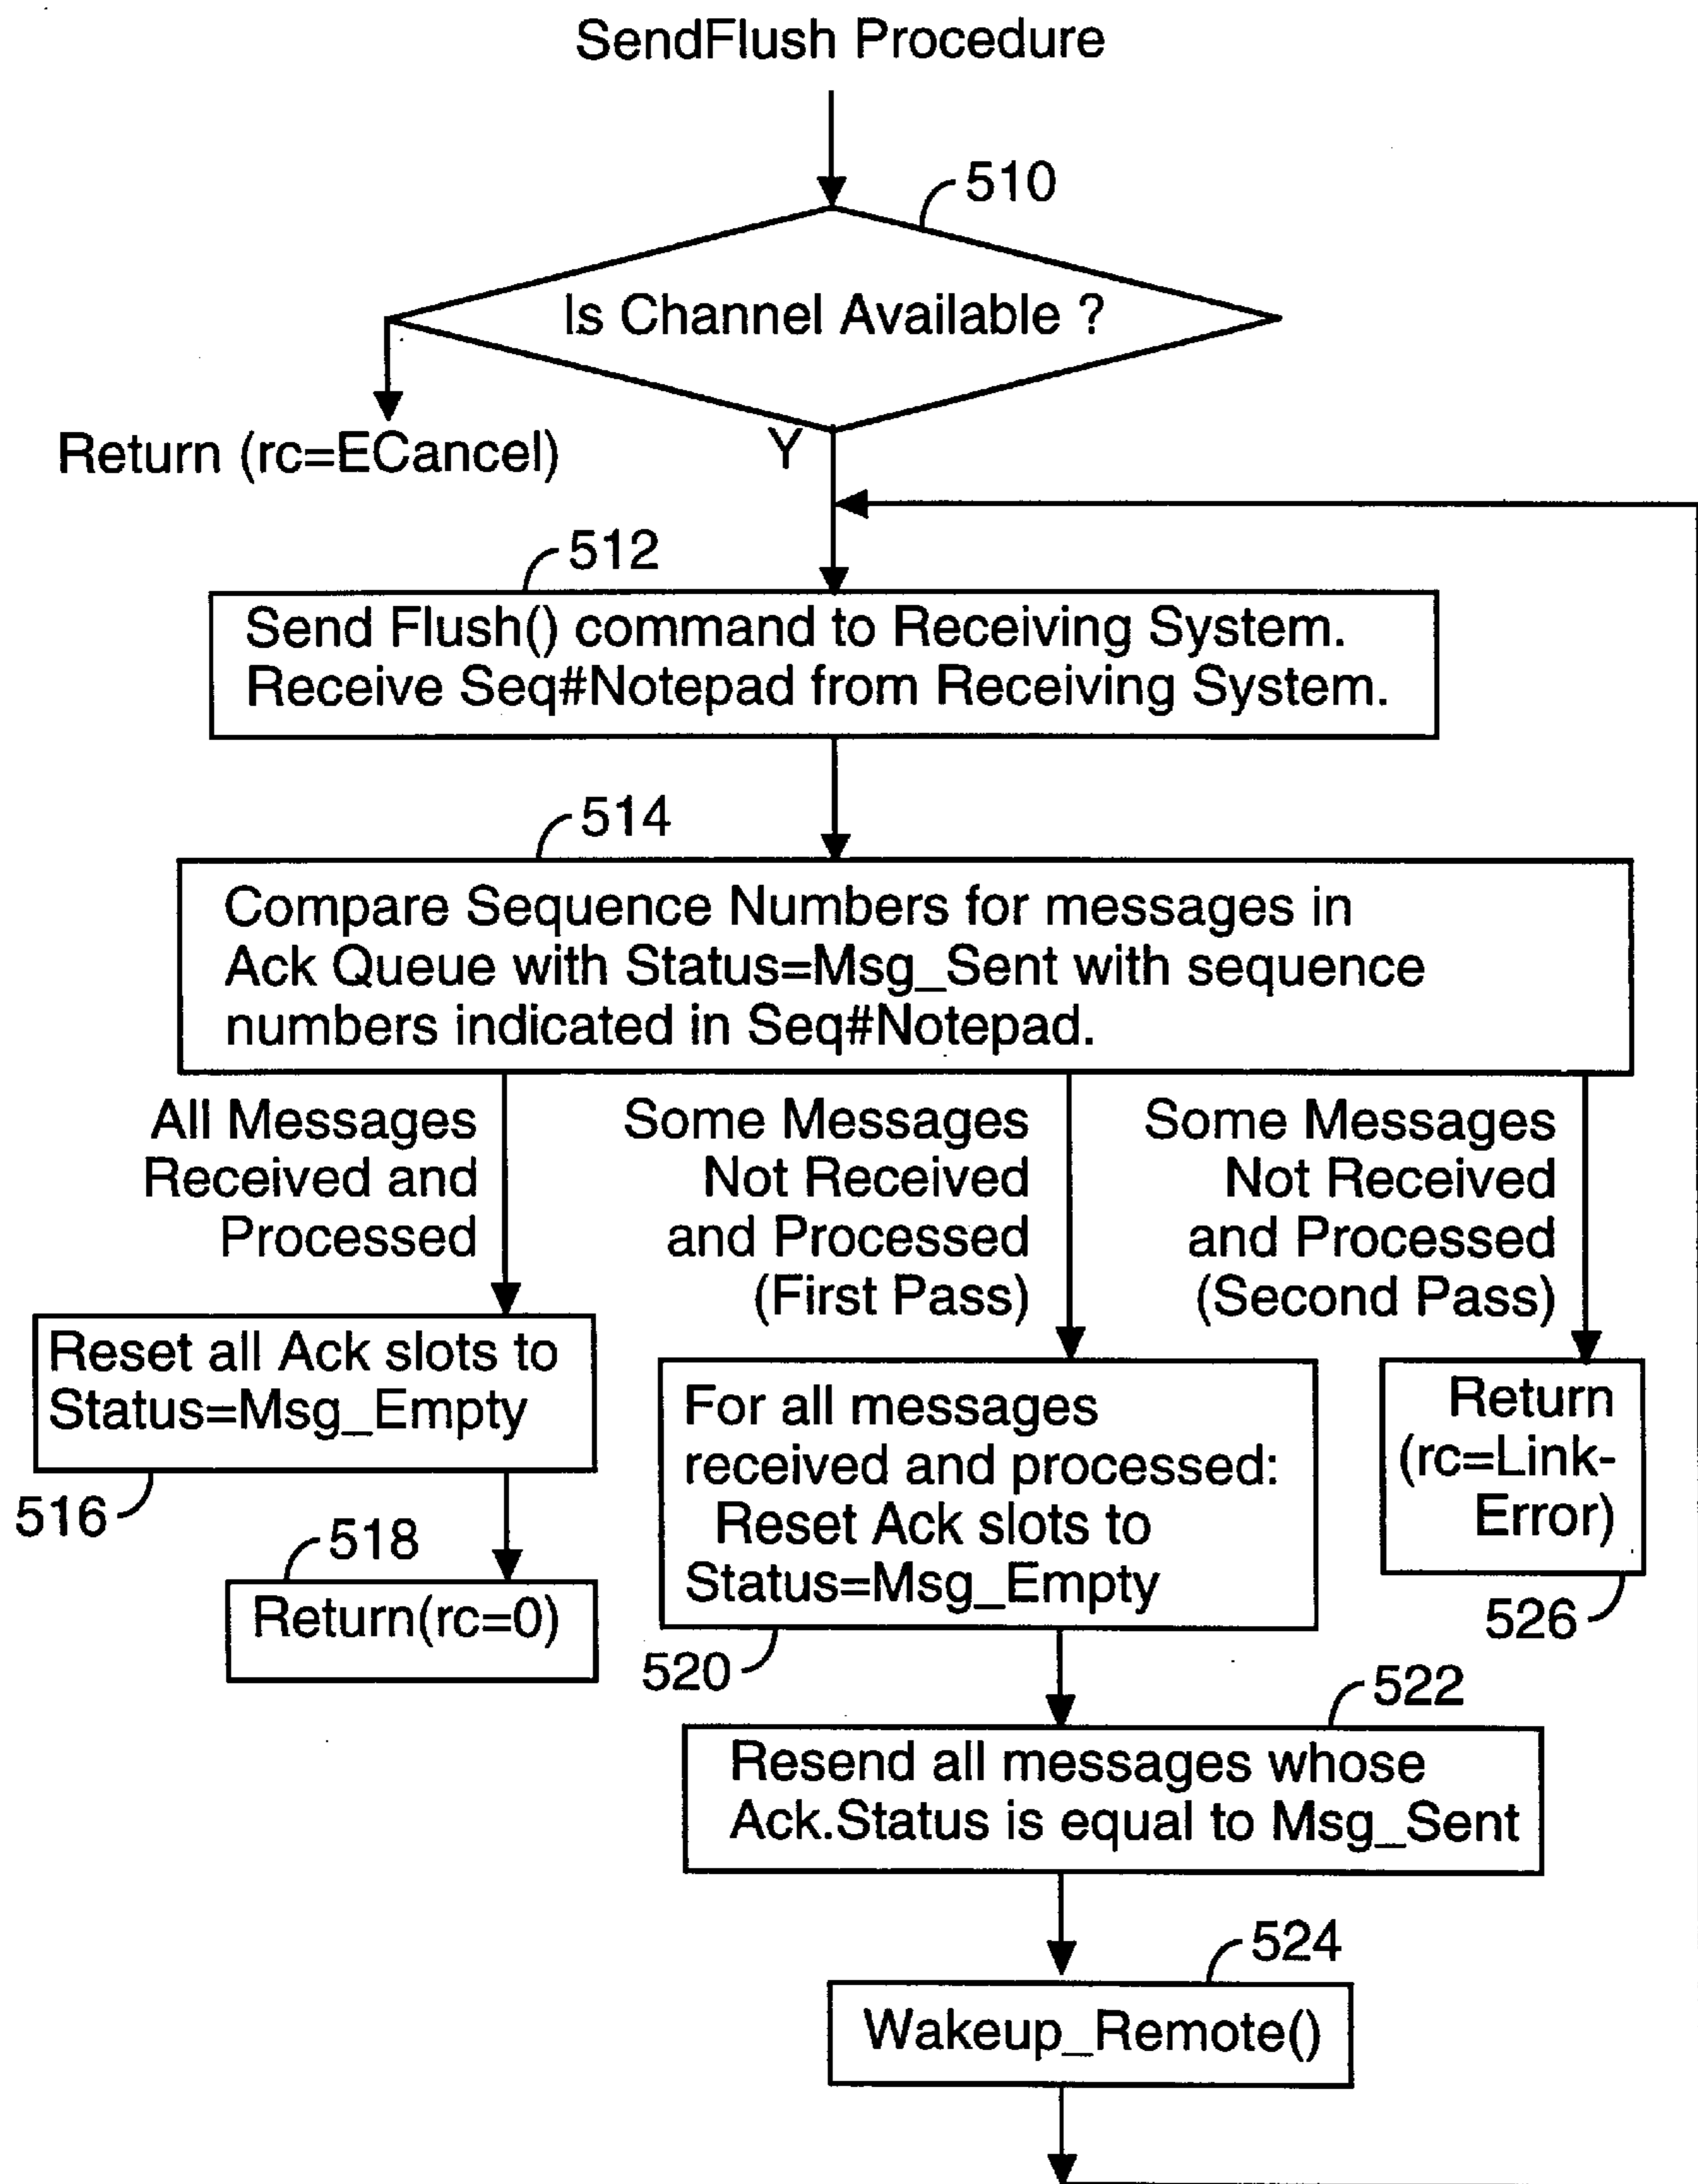 SendFlush Procedure
510
Is Channel Available ?
Return (rc=ECancel)
Y
512
Send Flush() command to Receiving System.
Receive Seq#Notepad from Receiving System.
514
Compare Sequence Numbers for messages in
Ack Queue with Status=Msg_Sent with sequence
numbers indicated in Seq#Notepad.
All Messages
Received and
Processed
Some Messages
Not Received
and Processed
(First Pass)
Some Messages
Not Received
and Processed
(Second Pass)
Reset all Ack slots to
Status=Msg_Empty
516
518
Return(rc=0)
For all messages
received and processed:
Reset Ack slots to
Status=Msg_Empty
520
Return
(rc=Link-
Error)
526
522
Resend all messages whose
Ack.Status is equal to Msg_Sent
524
Wakeup_Remote()